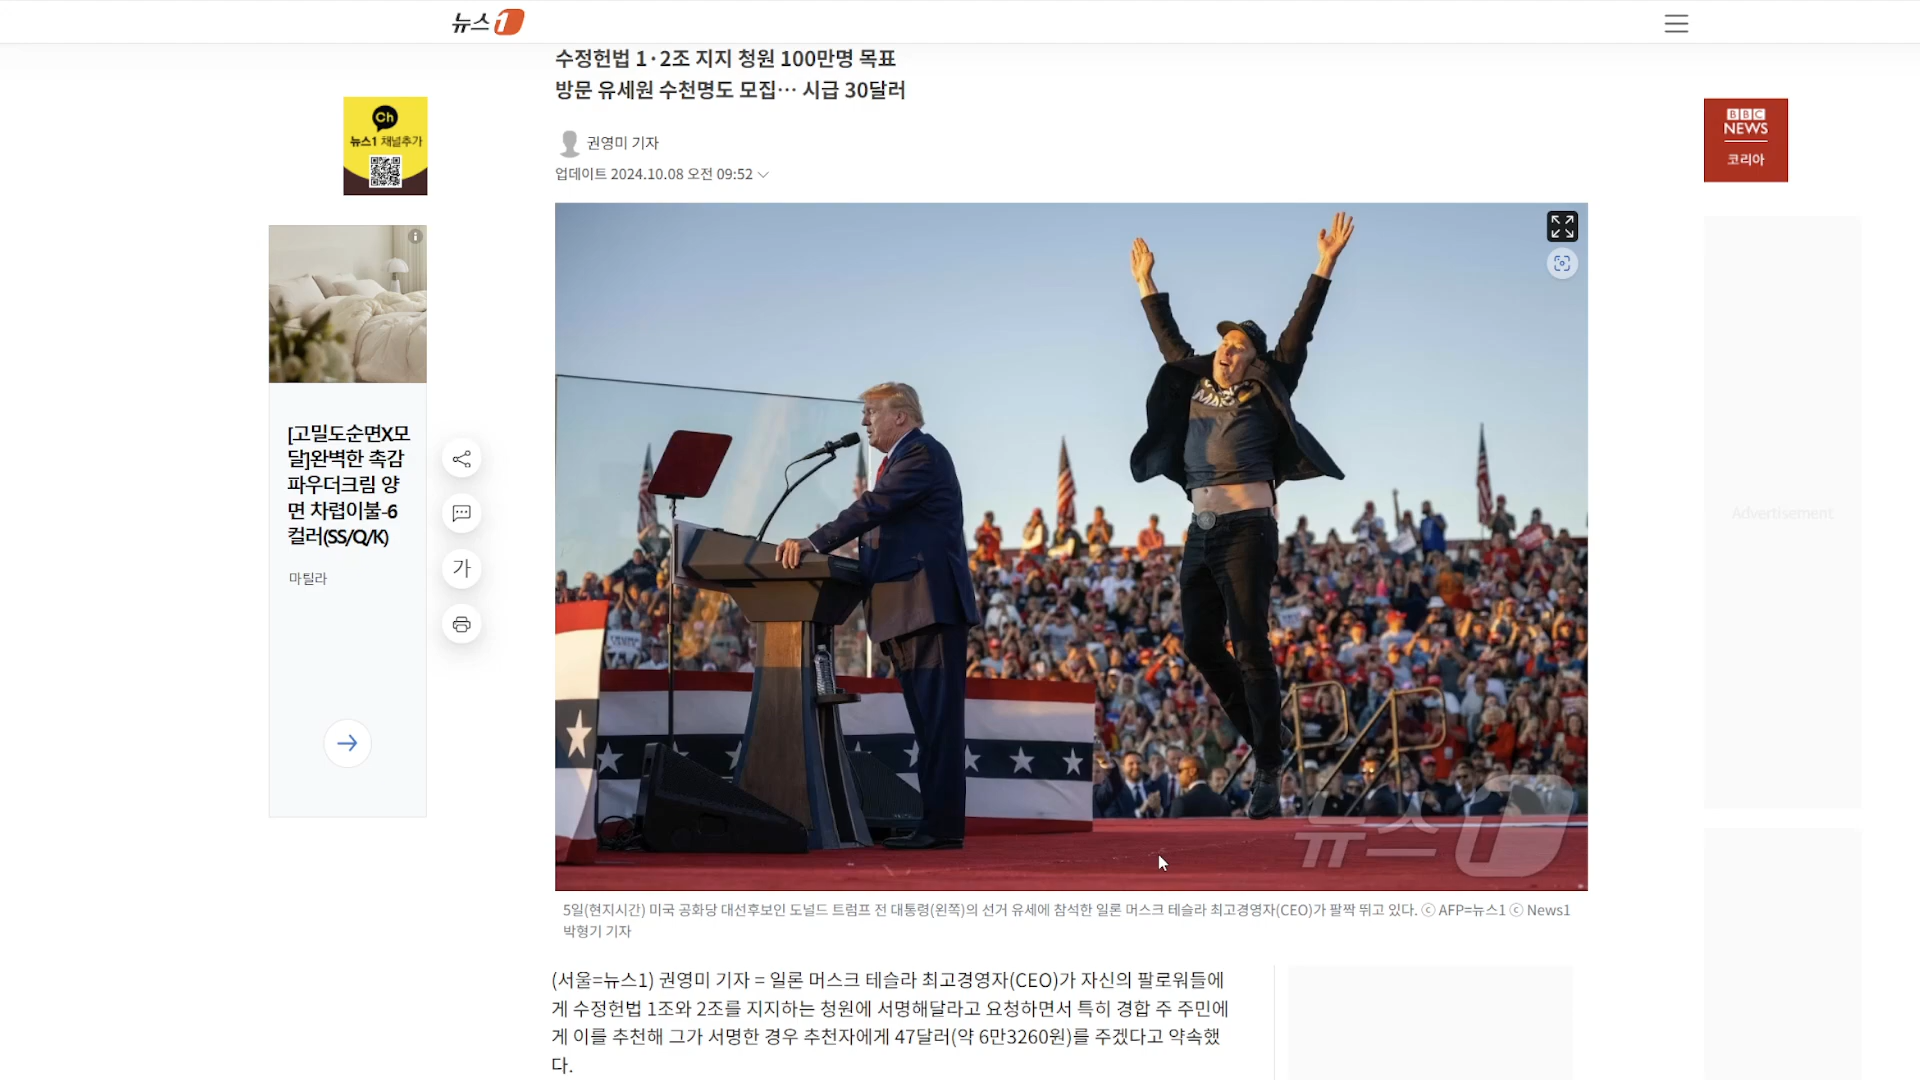 뉴스1
수정헌법 1·2조 지지 청원 100만명 목표
방문 유세원 수천명도 모집… 시급 30달러
권영미 기자
업데이트 2024.10.08 오전 09:52
Ch
뉴스1 채널추가
BBC
NEWS
코리아
[고밀도순면X모
달]완벽한 촉감
파우더크림 양
면 차렵이불-6
컬러(SS/Q/K)
마틸라
가
Advertisement
TRUMP
뉴스1
5일(현지시간) 미국 공화당 대선후보인 도널드 트럼프 전 대통령(왼쪽)의 선거 유세에 참석한 일론 머스크 테슬라 최고경영자(CEO)가 팔짝 뛰고 있다. ⓒ AFP=뉴스1 ⓒ News1
박형기 기자
(서울=뉴스1) 권영미 기자 = 일론 머스크 테슬라 최고경영자(CEO)가 자신의 팔로워들에
게 수정헌법 1조와 2조를 지지하는 청원에 서명해달라고 요청하면서 특히 경합 주 주민에
게 이를 추천해 그가 서명한 경우 추천자에게 47달러(약 6만3260원)를 주겠다고 약속했
다.